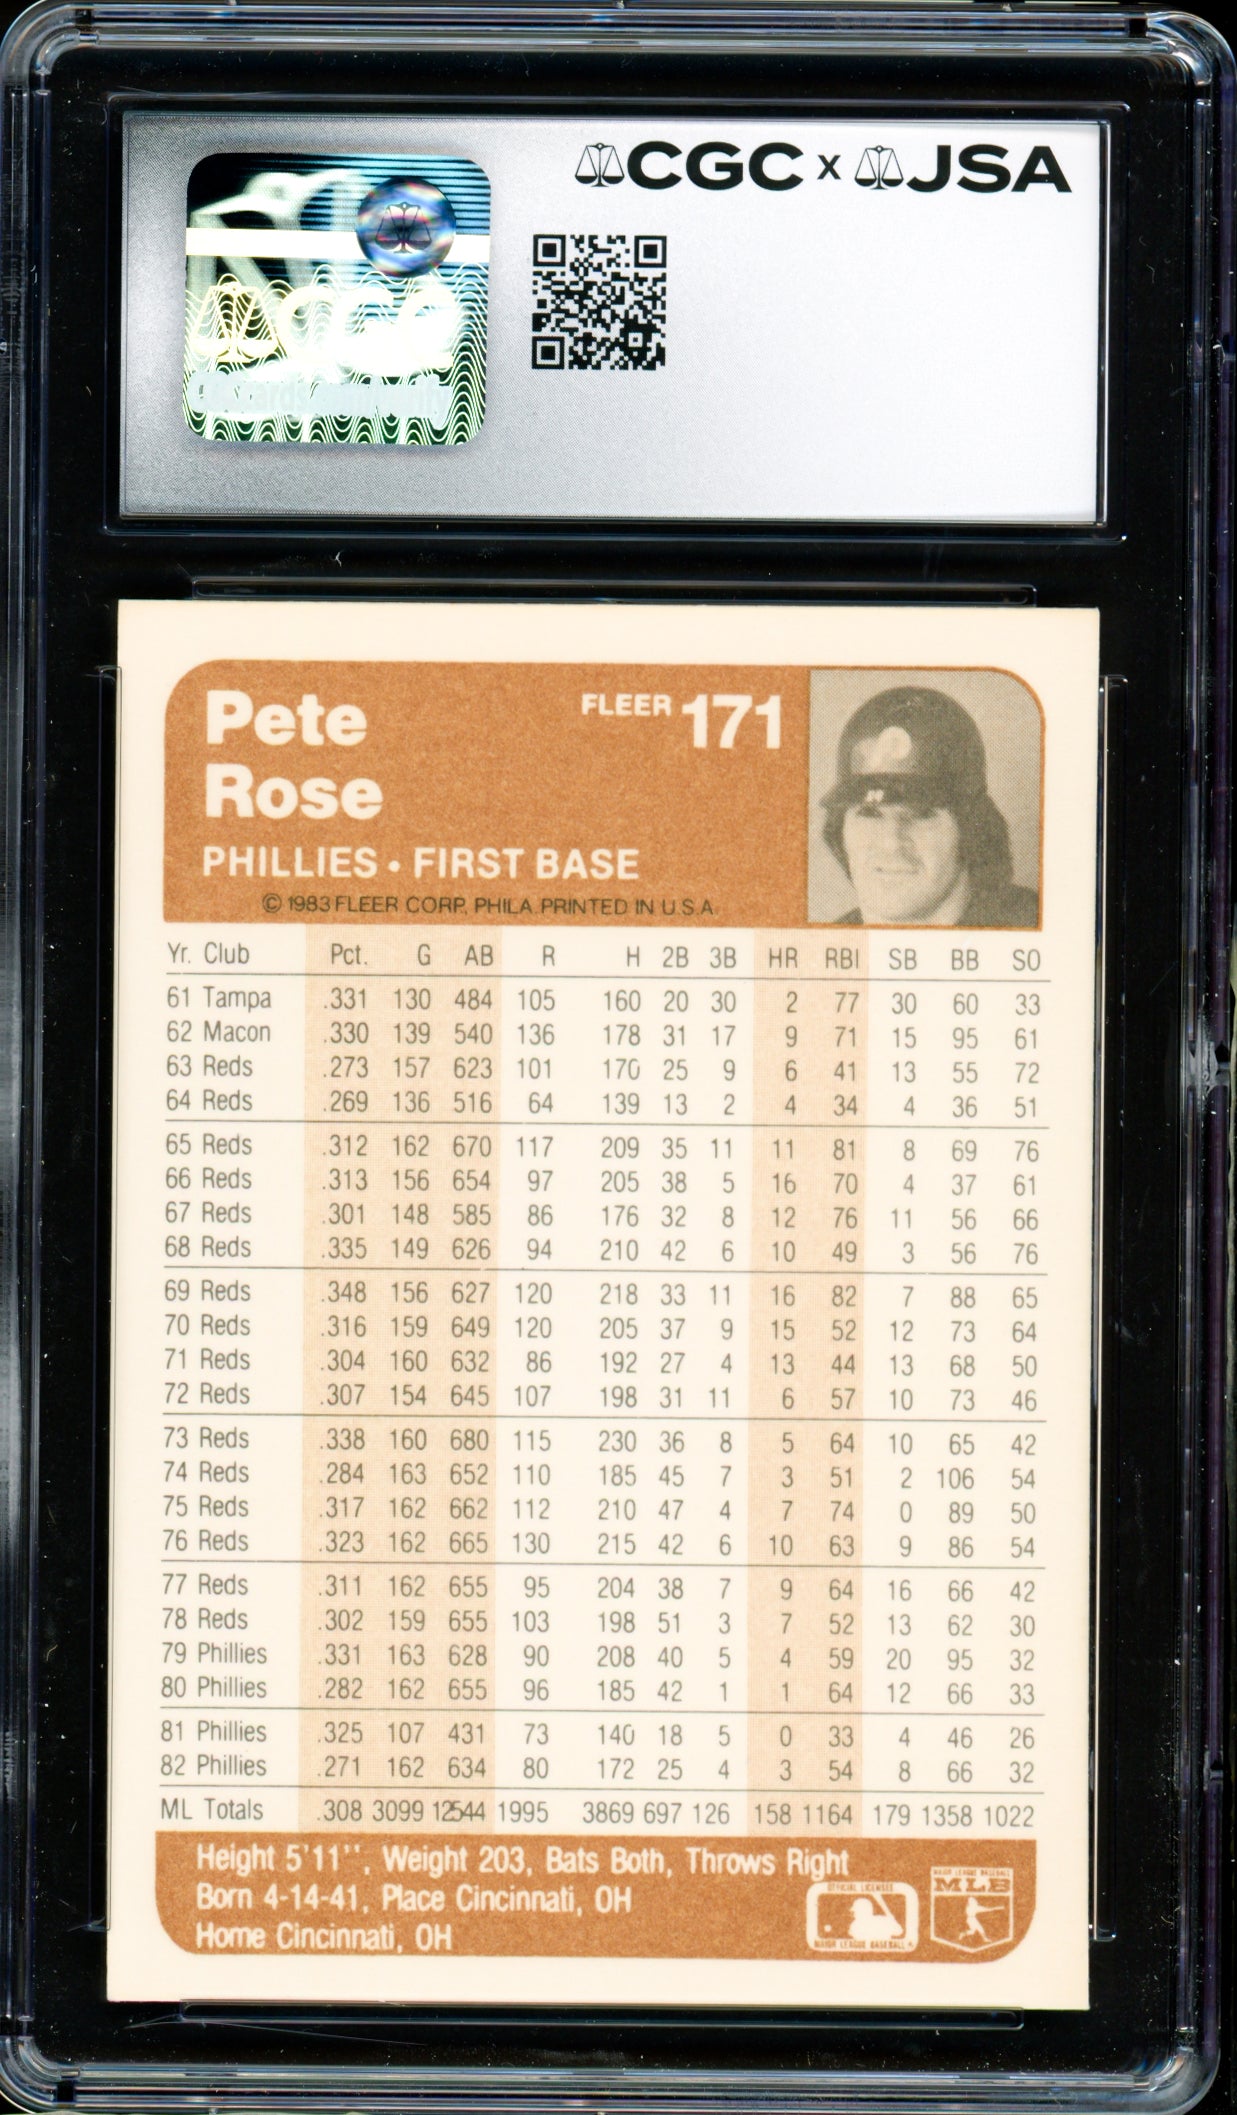 CGC x JSA
CGC
Pete
Rose
FLEER 171
PHILLIES • FIRST BASE
© 1983 FLEER CORP., PHILA. PRINTED IN U.S.A.
Yr. Club Pct. G AB R H 2B 3B HR RBI SB BB SO
61 Tampa .331 130 484 105 160 20 30 2 77 30 60 33
62 Macon .330 139 540 136 178 31 17 9 71 15 95 61
63 Reds .273 157 623 101 170 25 9 6 41 13 55 72
64 Reds .269 136 516 64 139 13 2 4 34 4 36 51
65 Reds .312 162 670 117 209 35 11 11 81 8 69 76
66 Reds .313 156 654 97 205 38 5 16 70 4 37 61
67 Reds .301 148 585 86 176 32 8 12 76 11 56 66
68 Reds .335 149 626 94 210 42 6 10 49 3 56 76
69 Reds .348 156 627 120 218 33 11 16 82 7 88 65
70 Reds .316 159 649 120 205 37 9 15 52 12 73 64
71 Reds .304 160 632 86 192 27 4 13 44 13 68 50
72 Reds .307 154 645 107 198 31 11 6 57 10 73 46
73 Reds .338 160 680 115 230 36 8 5 64 10 65 42
74 Reds .284 163 652 110 185 45 7 3 51 2 106 54
75 Reds .317 162 662 112 210 47 4 7 74 0 89 50
76 Reds .323 162 665 130 215 42 6 10 63 9 86 54
77 Reds .311 162 655 95 204 38 7 9 64 16 66 42
78 Reds .302 159 655 103 198 51 3 7 52 13 62 30
79 Phillies .331 163 628 90 208 40 5 4 59 20 95 32
80 Phillies .282 162 655 96 185 42 1 1 64 12 66 33
81 Phillies .325 107 431 73 140 18 5 0 33 4 46 26
82 Phillies .271 162 634 80 172 25 4 3 54 8 66 32
ML Totals .308 3099 12544 1995 3869 697 126 158 1164 179 1358 1022
Height 5'11", Weight 203, Bats Both, Throws Right
Born 4-14-41, Place Cincinnati, OH
Home Cincinnati, OH
OFFICIAL LICENSEE
MAJOR LEAGUE BASEBALL
MAJOR LEAGUE BASEBALL
MLB